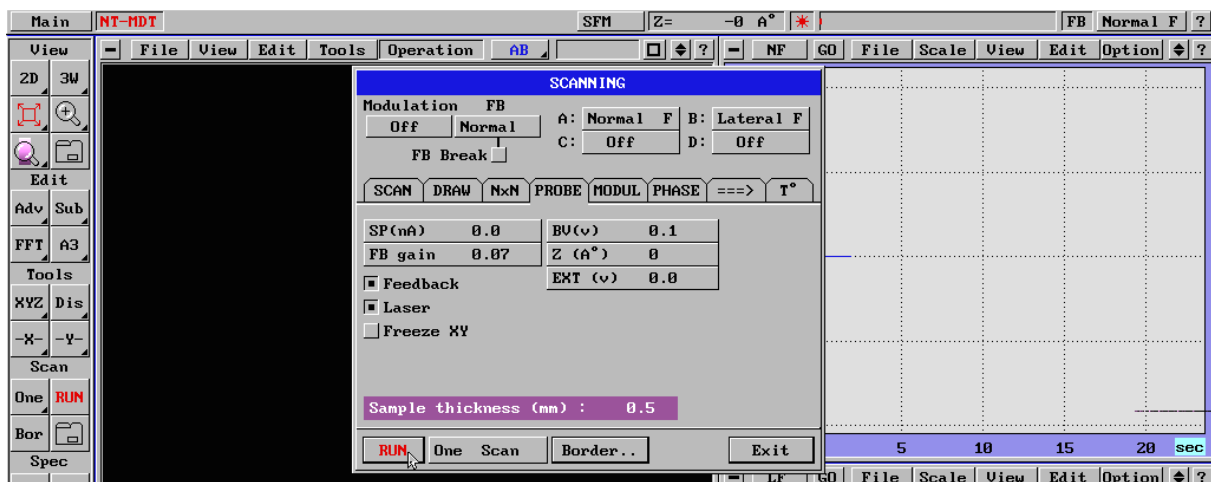 Main NT-MDT SFM Z= -0 A° FB Normal F ?
View - File View Edit Tools Operation AB ? - NF GO File Scale View Edit Option ?
2D 3W
SCANNING
Modulation FB
Off Normal
A: Normal F B: Lateral F
C: Off D: Off
FB Break
Edit
SCAN DRAW NxN PROBE MODUL PHASE ===> T°
Adv Sub
SP(nA) 0.0 BV(v) 0.1
FFT A3
FB gain 0.07 Z (A°) 0
Tools
Feedback EXT (v) 0.0
XYZ Dis
Laser
Freeze XY
-X- -Y-
Scan
One RUN
Sample thickness (mm) : 0.5
Bor
RUN One Scan Border.. Exit
5 10 15 20 sec
Spec
- LF GO File Scale View Edit Option ?